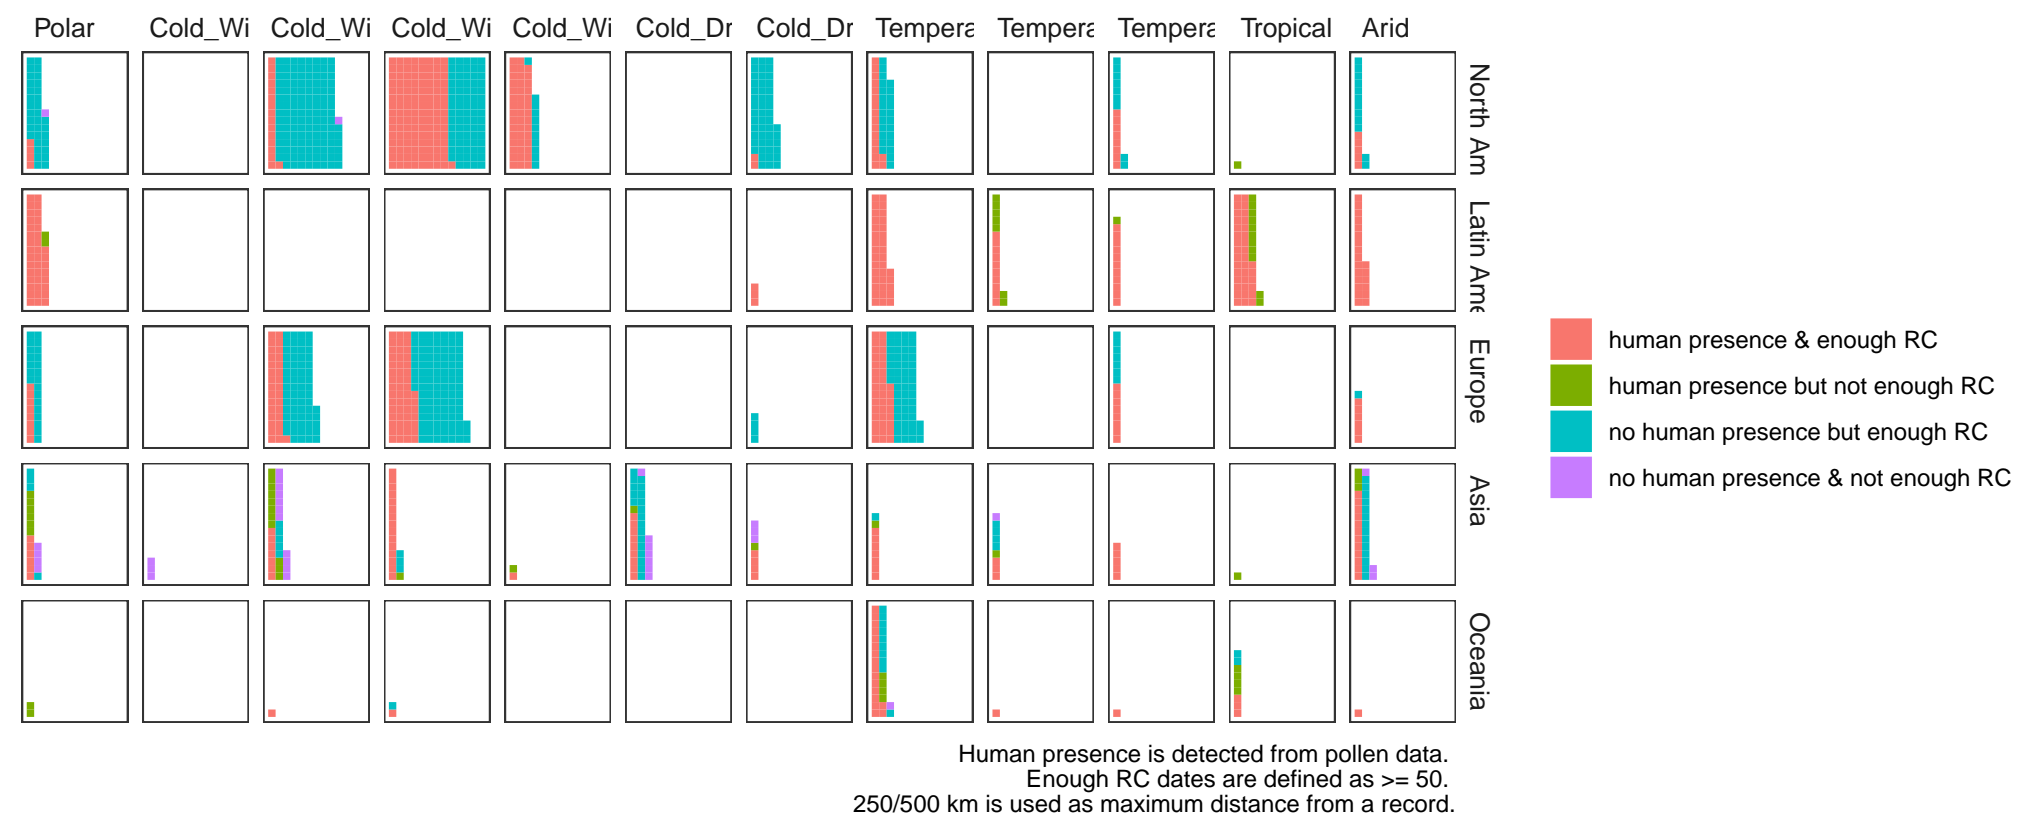 Polar Cold_Wi Cold_Wi Cold_Wi Cold_Wi Cold_Dr Cold_Dr Tempera Tempera Tempera Tropical Arid
North Am
Latin Ame
Europe
Asia
Oceania
human presence & enough RC
human presence but not enough RC
no human presence but enough RC
no human presence & not enough RC
Human presence is detected from pollen data.
Enough RC dates are defined as >= 50.
250/500 km is used as maximum distance from a record.